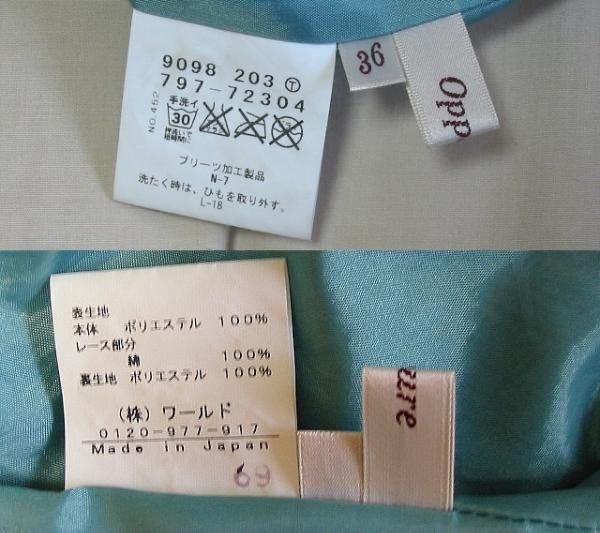 9098 203 Ⓣ
797-72304
NO.452
手洗イ
30
プリーツ加工製品
N-7
洗たく時は、ひもを取り外す。
L-18
36
Opp
表生地
本体 ポリエステル 100%
レース部分
綿 100%
裏生地 ポリエステル 100%
(株)ワールド
0120-977-917
Made in Japan
69
ure